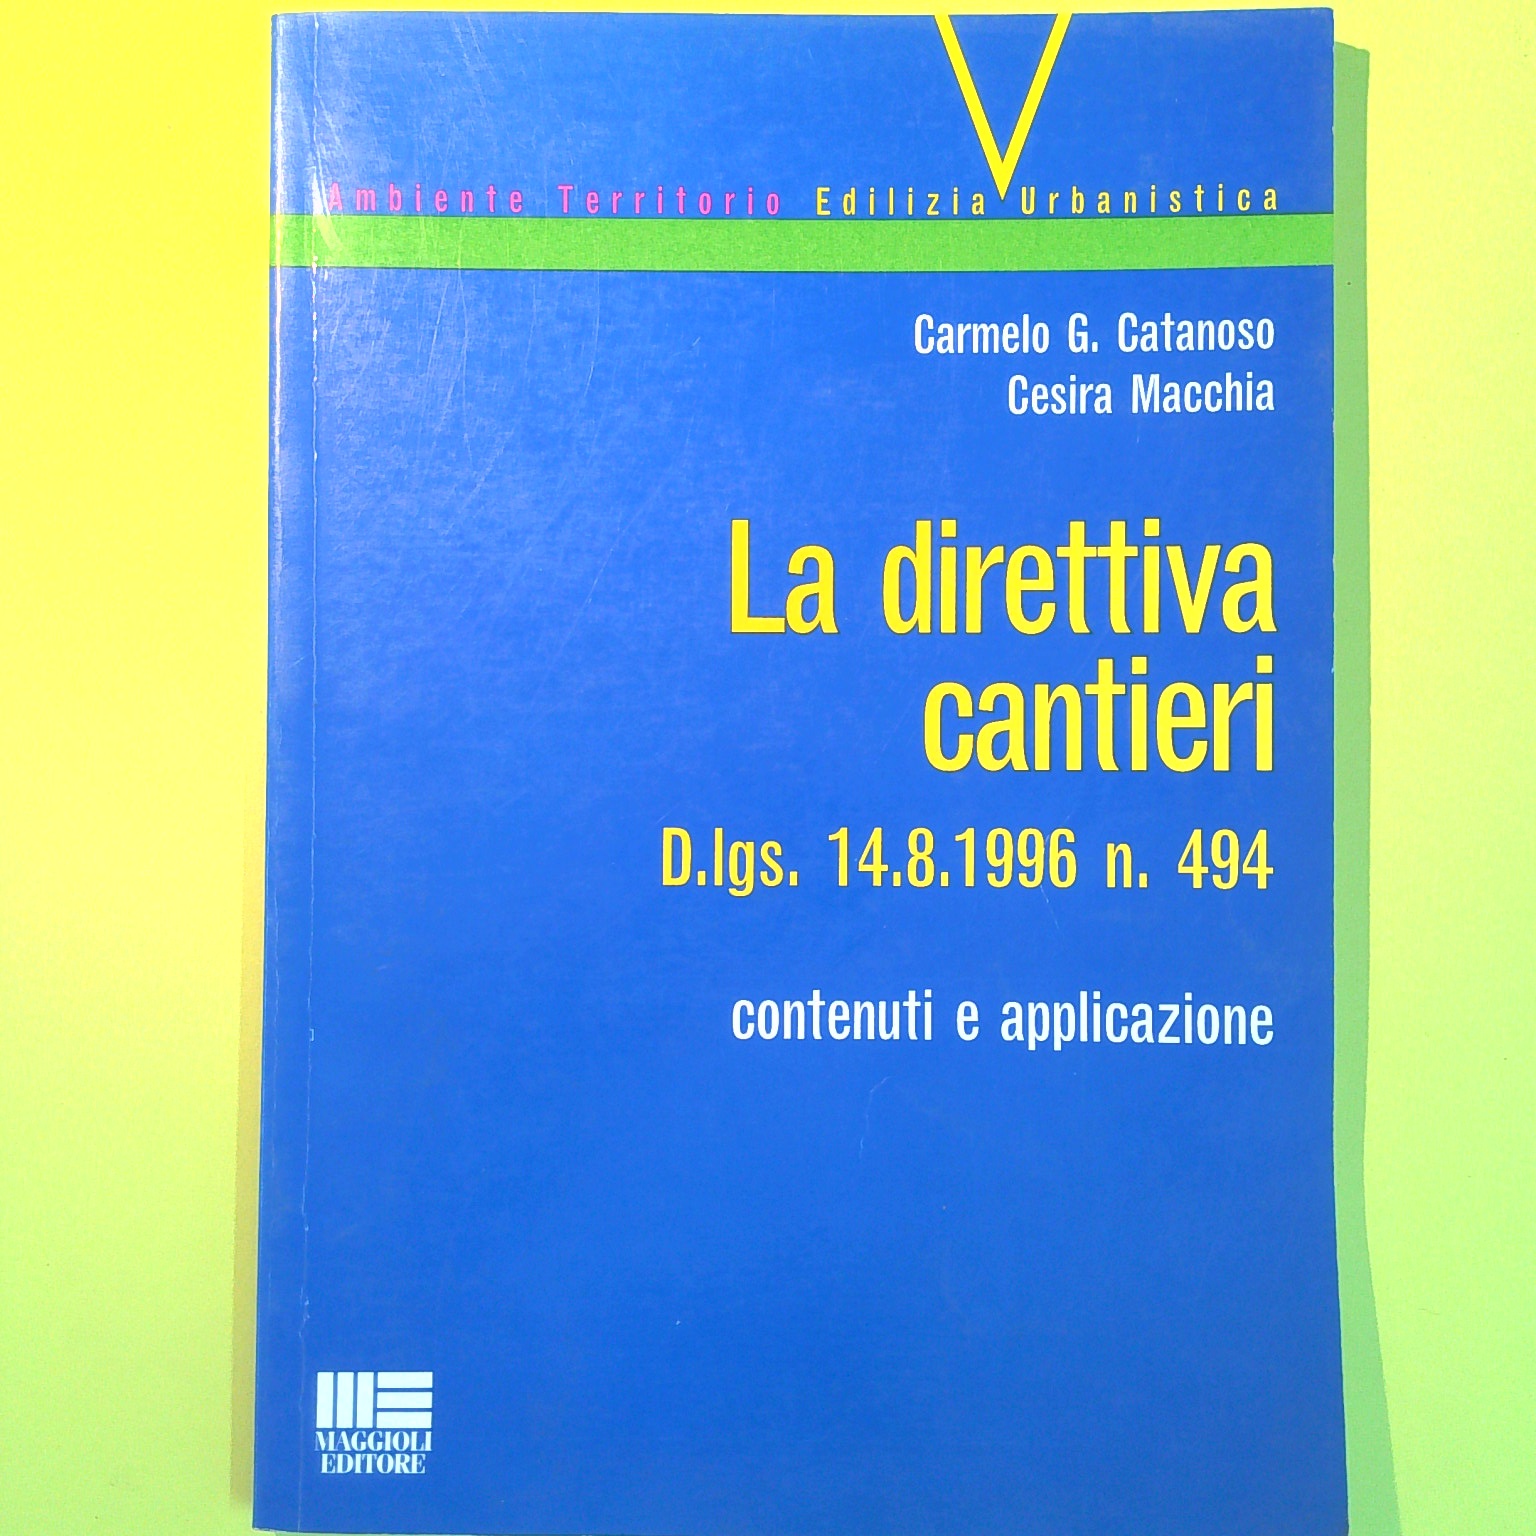 Ambiente Territorio Edilizia Urbanistica
Carmelo G. Catanoso
Cesira Macchia
La direttiva
cantieri
D.lgs. 14.8.1996 n. 494
contenuti e applicazione
MAGGIOLI
EDITORE